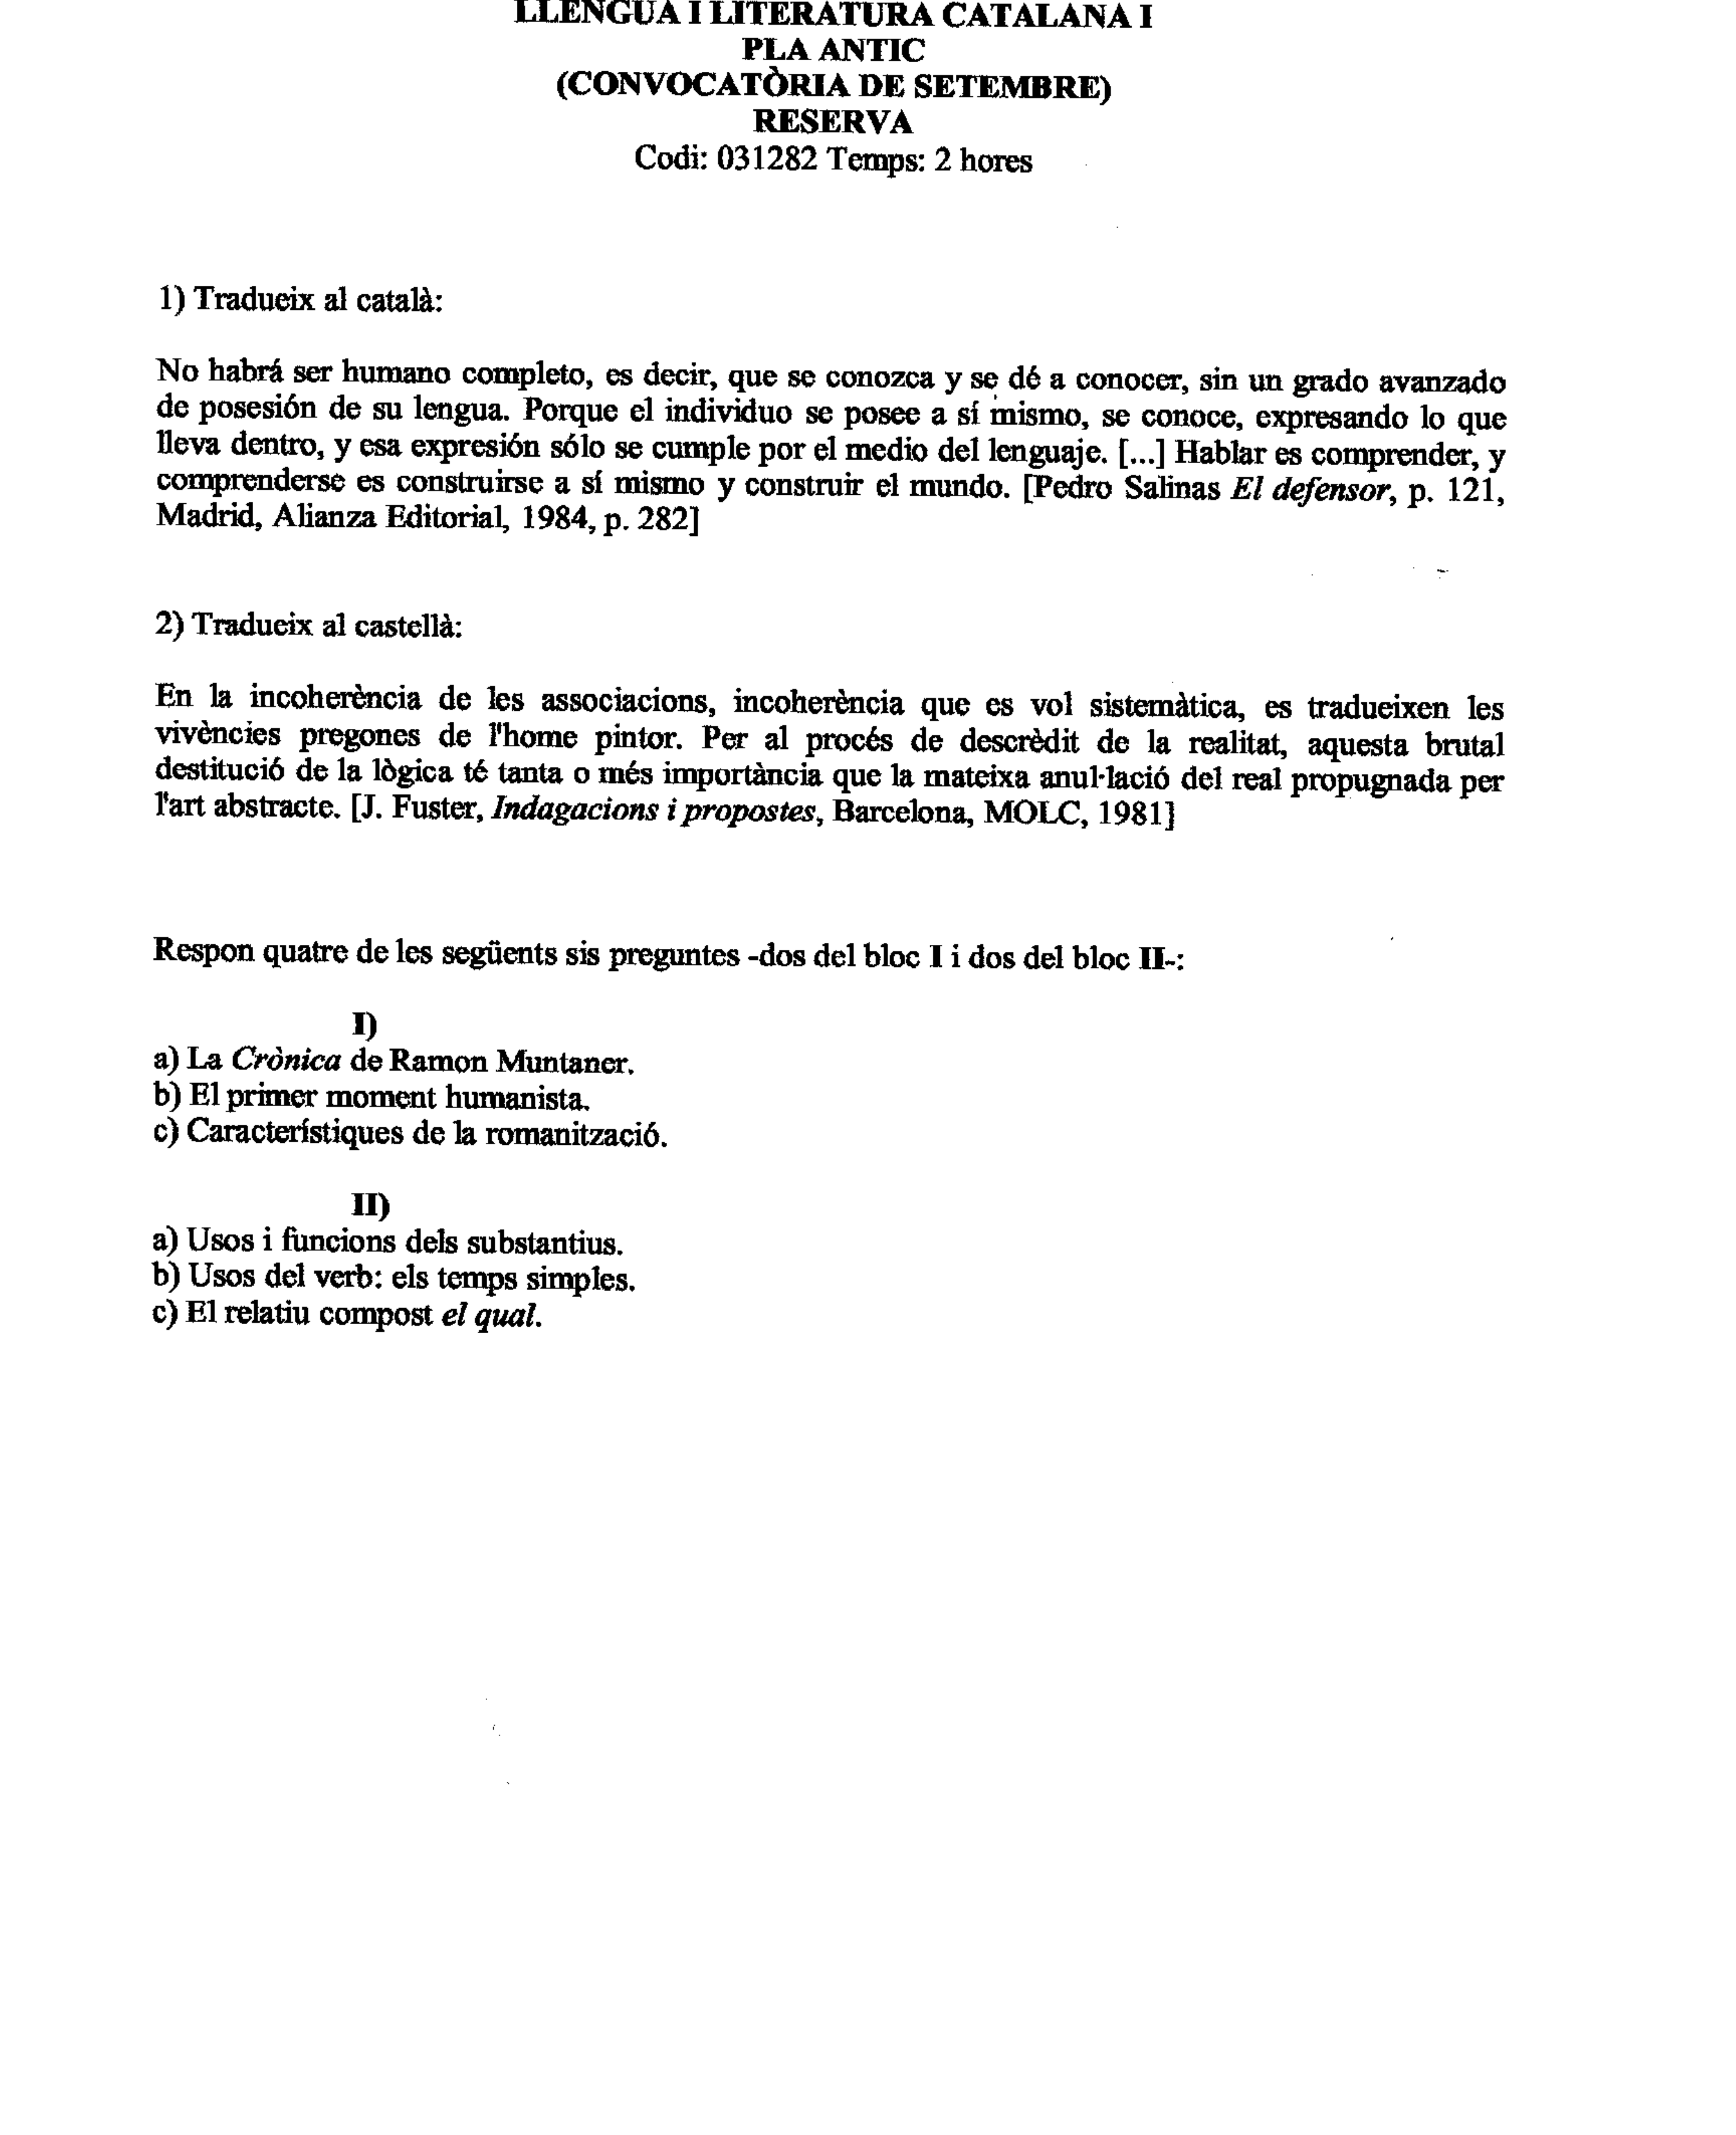 LLENGUA I LITERATURA CATALANA I
PLA ANTIC
(CONVOCATÒRIA DE SETEMBRE)
RESERVA
Codi: 031282 Temps: 2 hores
1) Tradueix al català:
No habrá ser humano completo, es decir, que se conozca y se dé a conocer, sin un grado avanzado
de posesión de su lengua. Porque el individuo se posee a sí mismo, se conoce, expresando lo que
lleva dentro, y esa expresión sólo se cumple por el medio del lenguaje. [...] Hablar es comprender, y
comprenderse es construirse a sí mismo y construir el mundo. [Pedro Salinas El defensor, p. 121,
Madrid, Alianza Editorial, 1984, p. 282]
2) Tradueix al castellà:
En la incoherència de les associacions, incoherència que es vol sistemàtica, es tradueixen les
vivències pregones de l'home pintor. Per al procés de descrèdit de la realitat, aquesta brutal
destitució de la lògica té tanta o més importància que la mateixa anul·lació del real propugnada per
l'art abstracte. [J. Fuster, Indagacions i propostes, Barcelona, MOLC, 1981]
Respon quatre de les següents sis preguntes -dos del bloc I i dos del bloc II-:
I)
a) La Crònica de Ramon Muntaner.
b) El primer moment humanista.
c) Característiques de la romanització.
II)
a) Usos i funcions dels substantius.
b) Usos del verb: els temps simples.
c) El relatiu compost el qual.